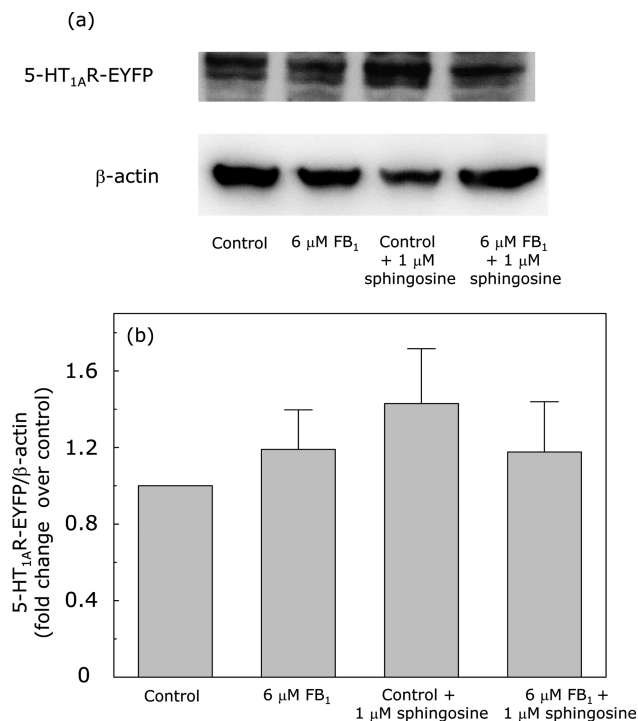 (a)
5-HT1AR-EYFP
β-actin
Control
6 μM FB1
Control
+ 1 μM
sphingosine
6 μM FB1
+ 1 μM
sphingosine
(b)
5-HT1AR-EYFP/β-actin
(fold change over control)
1.6
1.2
0.8
0.4
0
Control
6 μM FB1
Control +
1 μM sphingosine
6 μM FB1 +
1 μM sphingosine